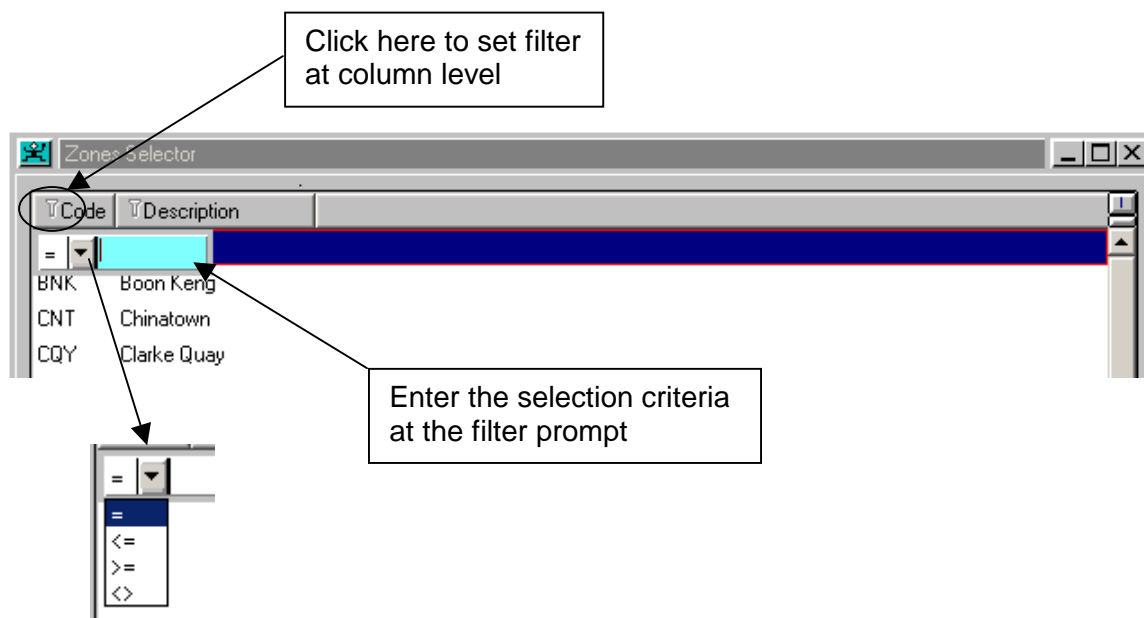 Click here to set filter
at column level
Zones Selector
Code Description
=
BNK Boon Keng
CNT Chinatown
CQY Clarke Quay
Enter the selection criteria
at the filter prompt
=
=
<=
>=
<>